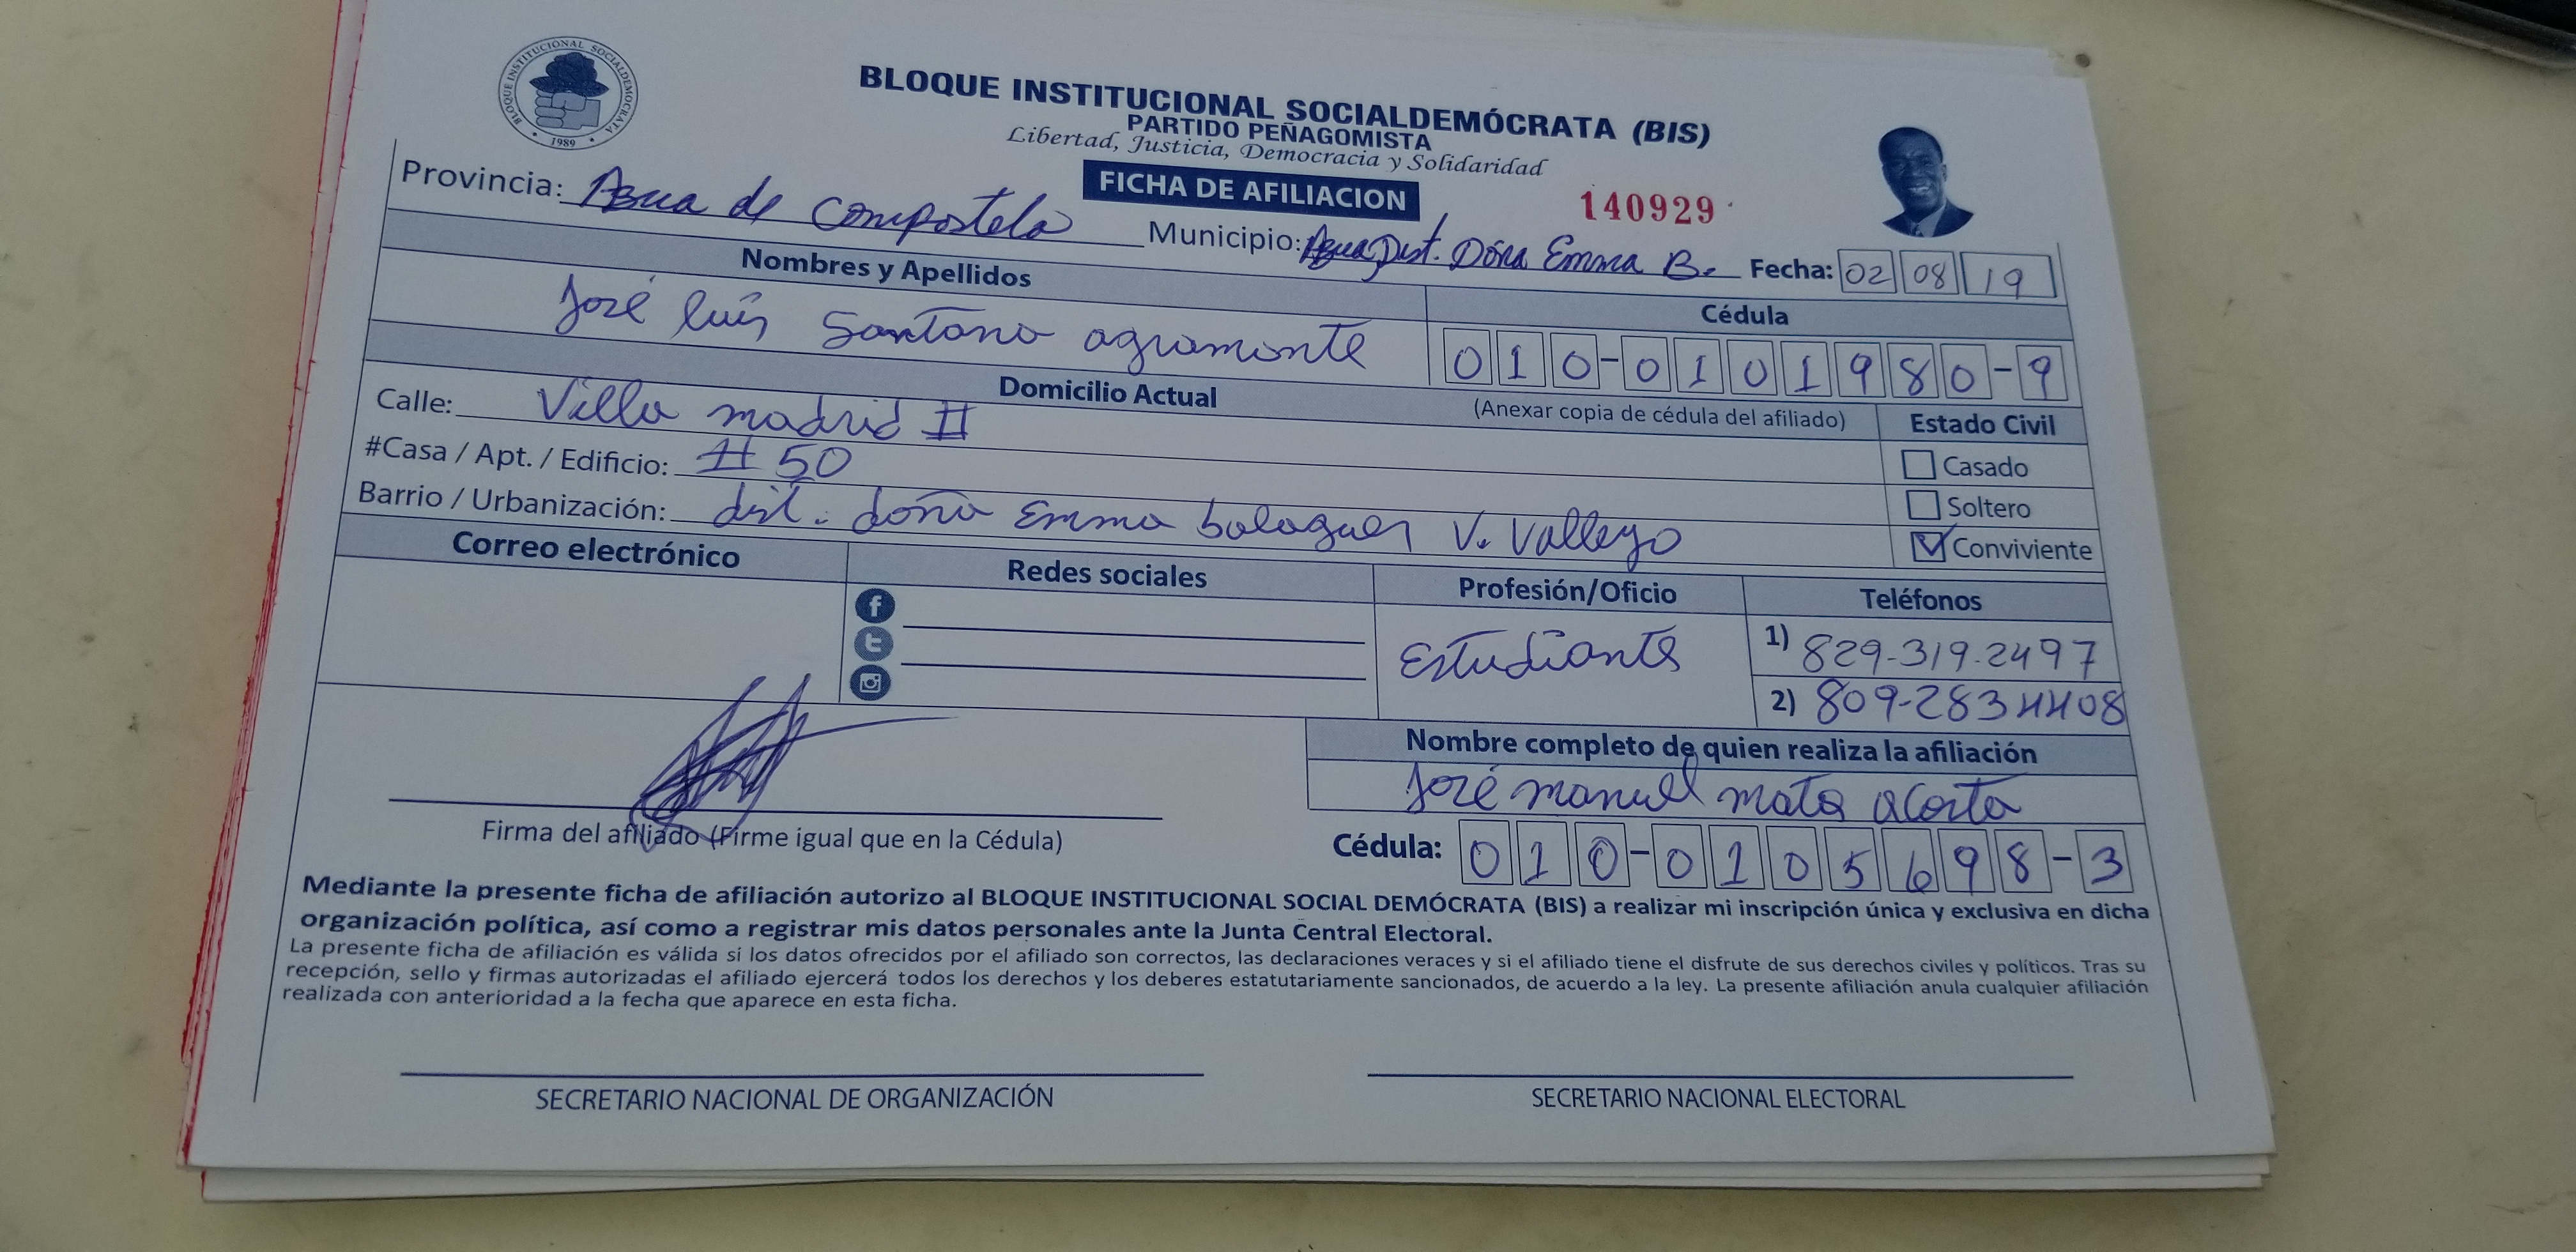 BLOQUE INSTITUCIONAL SOCIALDEMOCRATA
1989
BLOQUE INSTITUCIONAL SOCIALDEMÓCRATA (BIS)
PARTIDO PEÑAGOMISTA
Libertad, Justicia, Democracia y Solidaridad
FICHA DE AFILIACION
140929
Provincia: Azua de Compostela Municipio: Azua Dist. Doña Emma B. Fecha: 02 08 19
Nombres y Apellidos Cédula
José luis Santana agramonte 010-0101980-9
Domicilio Actual (Anexar copia de cédula del afiliado) Estado Civil
Calle: Villa madrid II
Casado
#Casa / Apt. / Edificio: # 50
Soltero
Barrio / Urbanización: dist. doña Emma balaguer V. Valleyo
Conviviente
Correo electrónico Redes sociales Profesión/Oficio Teléfonos
Estudiante 1) 829-319-2497
2) 809-283 4408
Nombre completo de quien realiza la afiliación
José manuel mata acosta
Firma del afiliado (Firme igual que en la Cédula)
Cédula: 010-0105698-3
Mediante la presente ficha de afiliación autorizo al BLOQUE INSTITUCIONAL SOCIAL DEMÓCRATA (BIS) a realizar mi inscripción única y exclusiva en dicha
organización política, así como a registrar mis datos personales ante la Junta Central Electoral.
La presente ficha de afiliación es válida si los datos ofrecidos por el afiliado son correctos, las declaraciones veraces y si el afiliado tiene el disfrute de sus derechos civiles y políticos. Tras su
recepción, sello y firmas autorizadas el afiliado ejercerá todos los derechos y los deberes estatutariamente sancionados, de acuerdo a la ley. La presente afiliación anula cualquier afiliación
realizada con anterioridad a la fecha que aparece en esta ficha.
SECRETARIO NACIONAL DE ORGANIZACIÓN SECRETARIO NACIONAL ELECTORAL